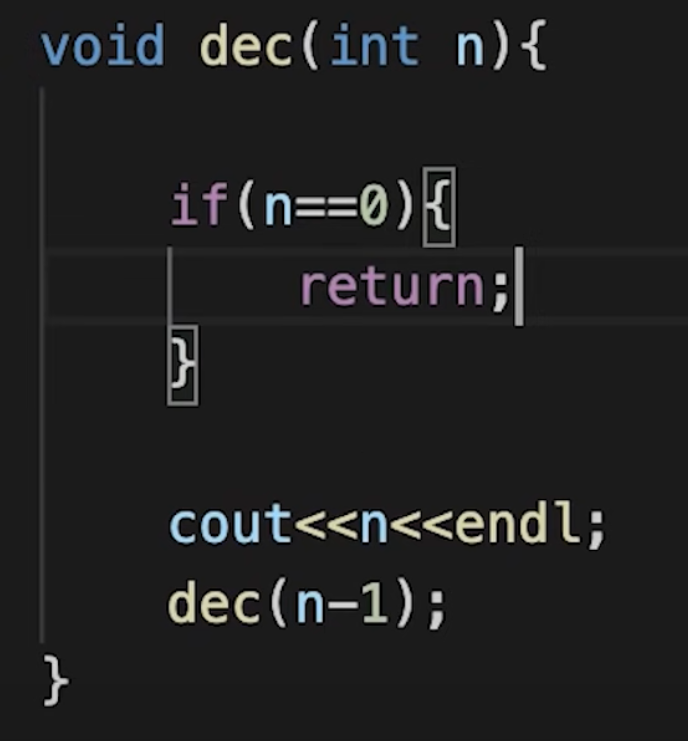 void dec(int n){
if(n==0){
return;
}
cout<<n<<endl;
dec(n-1);
}